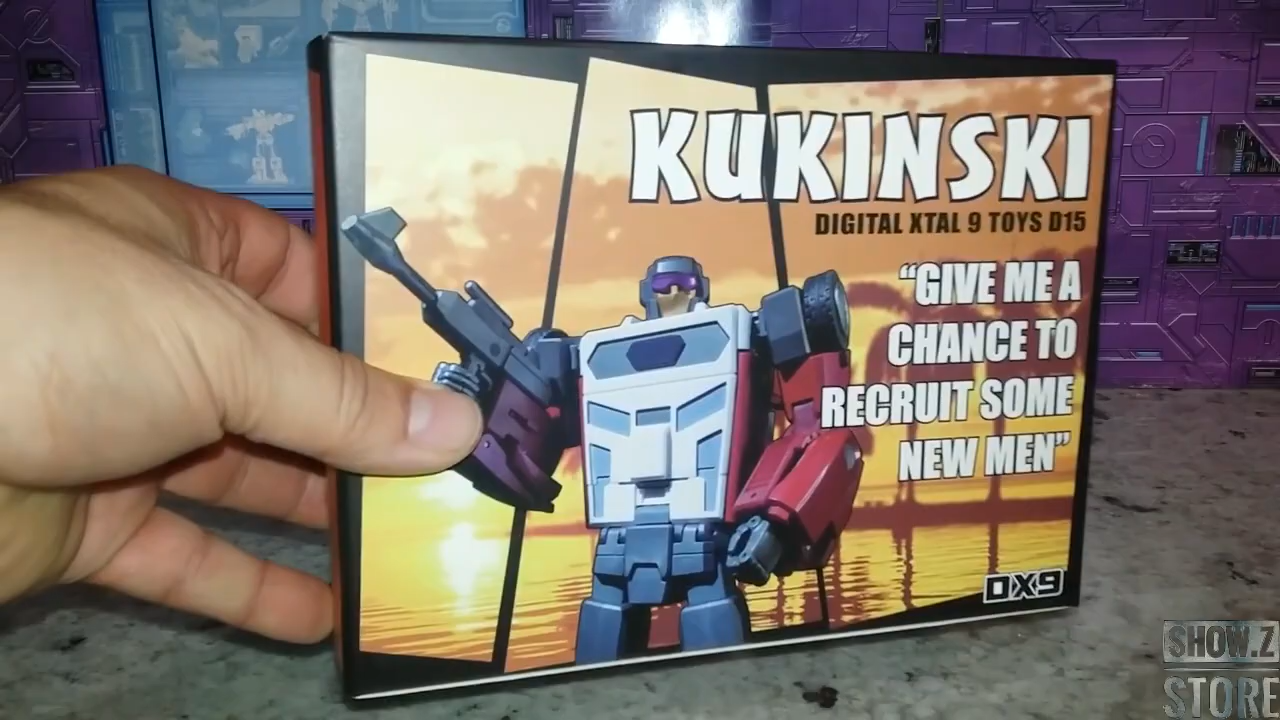 KUKINSKI
DIGITAL XTAL 9 TOYS D15
“GIVE ME A
CHANCE TO
RECRUIT SOME
NEW MEN”
DX9
SHOW.Z
STORE